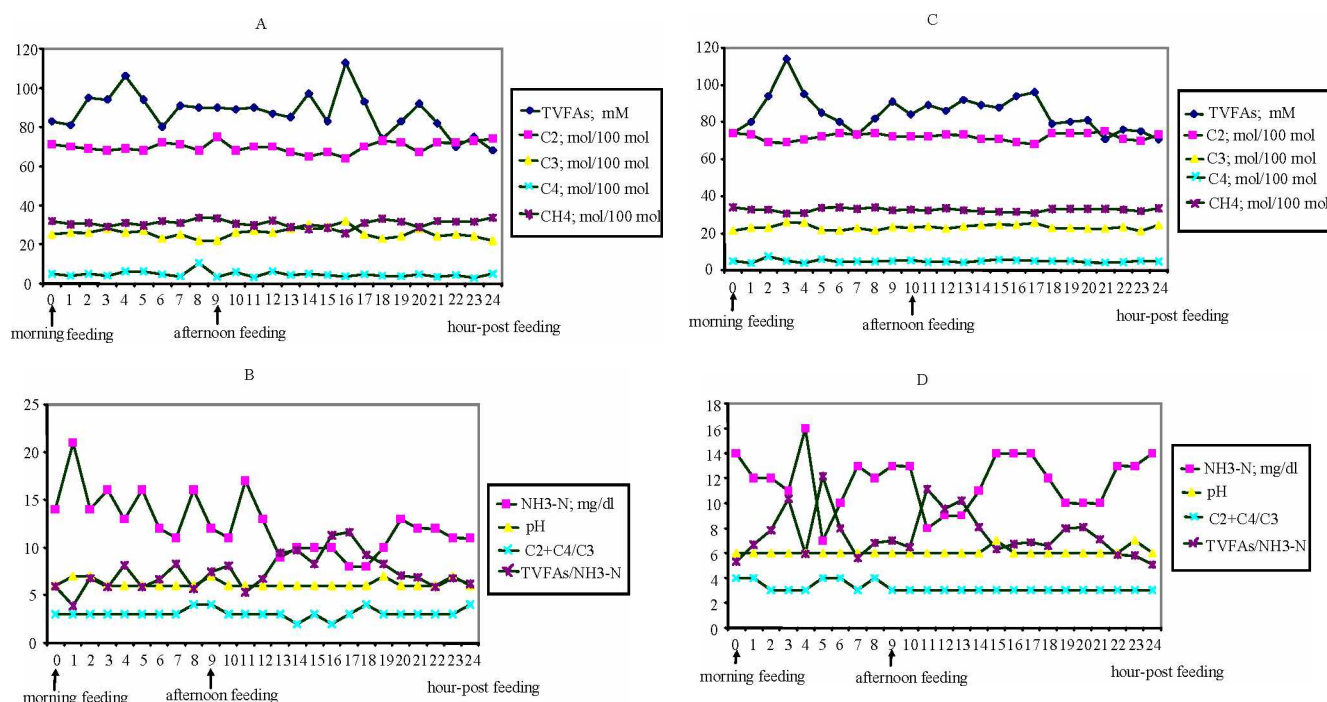 A
120
100
80
60
40
20
0
0 1 2 3 4 5 6 7 8 9 10 11 12 13 14 15 16 17 18 19 20 21 22 23 24
morning feeding
afternoon feeding
hour-post feeding
TVFAs; mM
C2; mol/100 mol
C3; mol/100 mol
C4; mol/100 mol
CH4; mol/100 mol
C
120
100
80
60
40
20
0
0 1 2 3 4 5 6 7 8 9 10 11 12 13 14 15 16 17 18 19 20 21 22 23 24
morning feeding
afternoon feeding
hour-post feeding
TVFAs; mM
C2; mol/100 mol
C3; mol/100 mol
C4; mol/100 mol
CH4; mol/100 mol
B
25
20
15
10
5
0
0 1 2 3 4 5 6 7 8 9 10 11 12 13 14 15 16 17 18 19 20 21 22 23 24
morning feeding
afternoon feeding
hour-post feeding
NH3-N; mg/dl
pH
C2+C4/C3
TVFAs/NH3-N
D
18
16
14
12
10
8
6
4
2
0
0 1 2 3 4 5 6 7 8 9 10 11 12 13 14 15 16 17 18 19 20 21 22 23 24
morning feeding
afternoon feeding
hour-post feeding
NH3-N; mg/dl
pH
C2+C4/C3
TVFAs/NH3-N